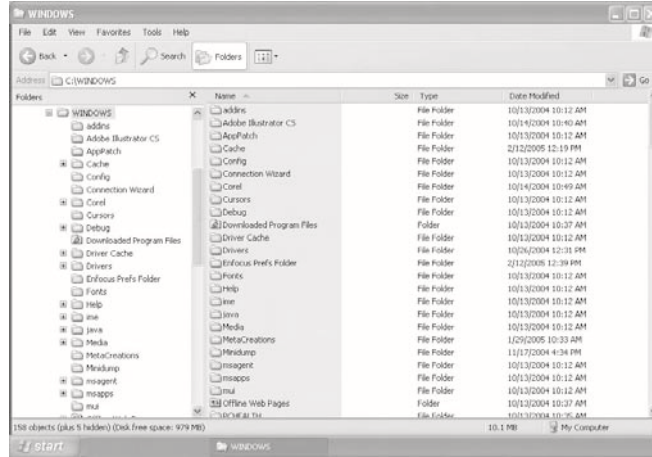 WINDOWS
File Edit View Favorites Tools Help
Back Search Folders
Address C:\WINDOWS Go
Folders Name Size Type Date Modified
WINDOWS
addins
Adobe Illustrator CS
AppPatch
Cache
Config
Connection Wizard
Corel
Cursors
Debug
Downloaded Program Files
Driver Cache
Drivers
Enfocus Prefs Folder
Fonts
Help
ime
java
Media
MetaCreations
Minidump
msagent
msapps
mui
addins File Folder 10/13/2004 10:12 AM
Adobe Illustrator CS File Folder 10/14/2004 10:40 AM
AppPatch File Folder 10/13/2004 10:12 AM
Cache File Folder 2/12/2005 12:19 PM
Config File Folder 10/13/2004 10:12 AM
Connection Wizard File Folder 10/13/2004 10:12 AM
Corel File Folder 10/14/2004 10:49 AM
Cursors File Folder 10/13/2004 10:12 AM
Debug File Folder 10/13/2004 10:12 AM
Downloaded Program Files Folder 10/13/2004 10:37 AM
Driver Cache File Folder 10/13/2004 10:12 AM
Drivers File Folder 10/26/2004 12:31 PM
Enfocus Prefs Folder File Folder 2/12/2005 12:39 PM
Fonts File Folder 10/13/2004 10:12 AM
Help File Folder 10/13/2004 10:12 AM
ime File Folder 10/13/2004 10:12 AM
java File Folder 10/13/2004 10:12 AM
Media File Folder 10/13/2004 10:12 AM
MetaCreations File Folder 1/29/2005 10:33 AM
Minidump File Folder 11/17/2004 4:34 PM
msagent File Folder 10/13/2004 10:12 AM
msapps File Folder 10/13/2004 10:12 AM
mui File Folder 10/13/2004 10:12 AM
Offline Web Pages Folder 10/13/2004 10:37 AM
PCHEALTH File Folder 10/13/2004 10:35 AM
158 objects (plus 5 hidden) (Disk free space: 979 MB) 10.1 MB My Computer
start WINDOWS